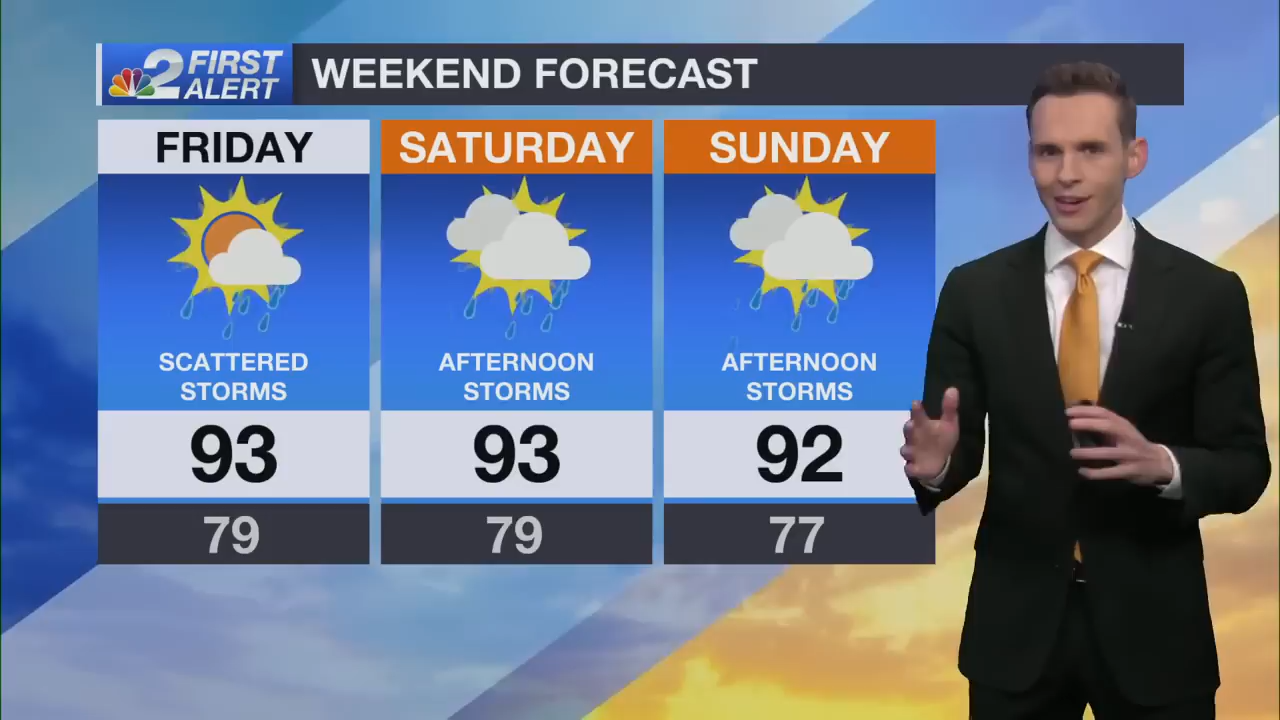 2 FIRST ALERT
WEEKEND FORECAST
FRIDAY
SCATTERED
STORMS
93
79
SATURDAY
AFTERNOON
STORMS
93
79
SUNDAY
AFTERNOON
STORMS
92
77